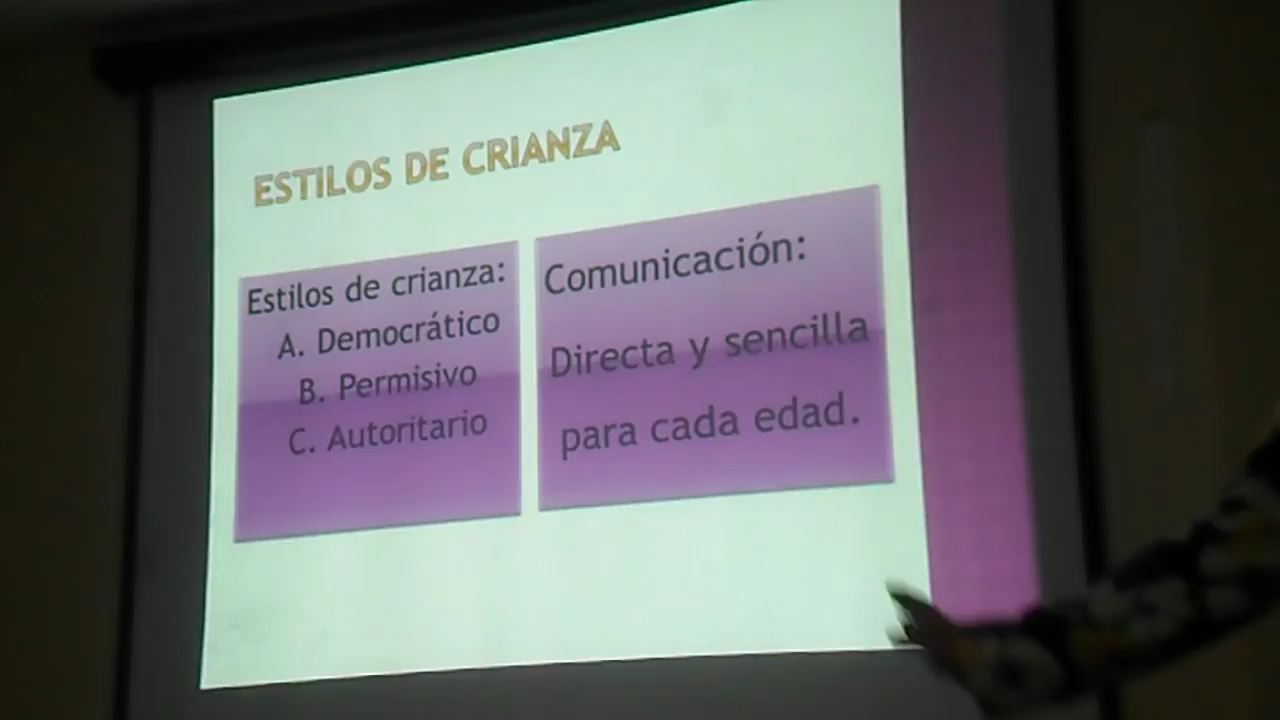 ESTILOS DE CRIANZA
Estilos de crianza:
A. Democrático
B. Permisivo
C. Autoritario
Comunicación:
Directa y sencilla
para cada edad.